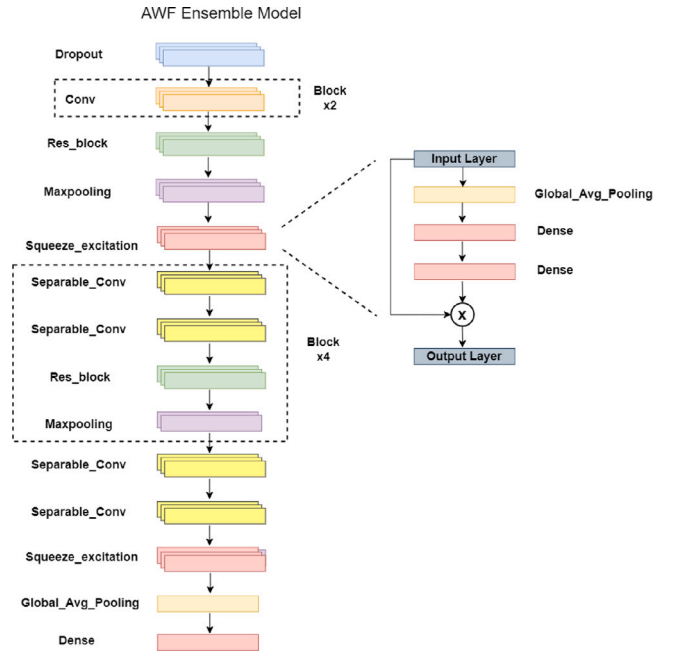 AWF Ensemble Model
Dropout
Conv
Block
x2
Res_block
Maxpooling
Squeeze_excitation
Separable_Conv
Separable_Conv
Res_block
Maxpooling
Block
x4
Separable_Conv
Separable_Conv
Squeeze_excitation
Global_Avg_Pooling
Dense
Input Layer
Global_Avg_Pooling
Dense
Dense
X
Output Layer